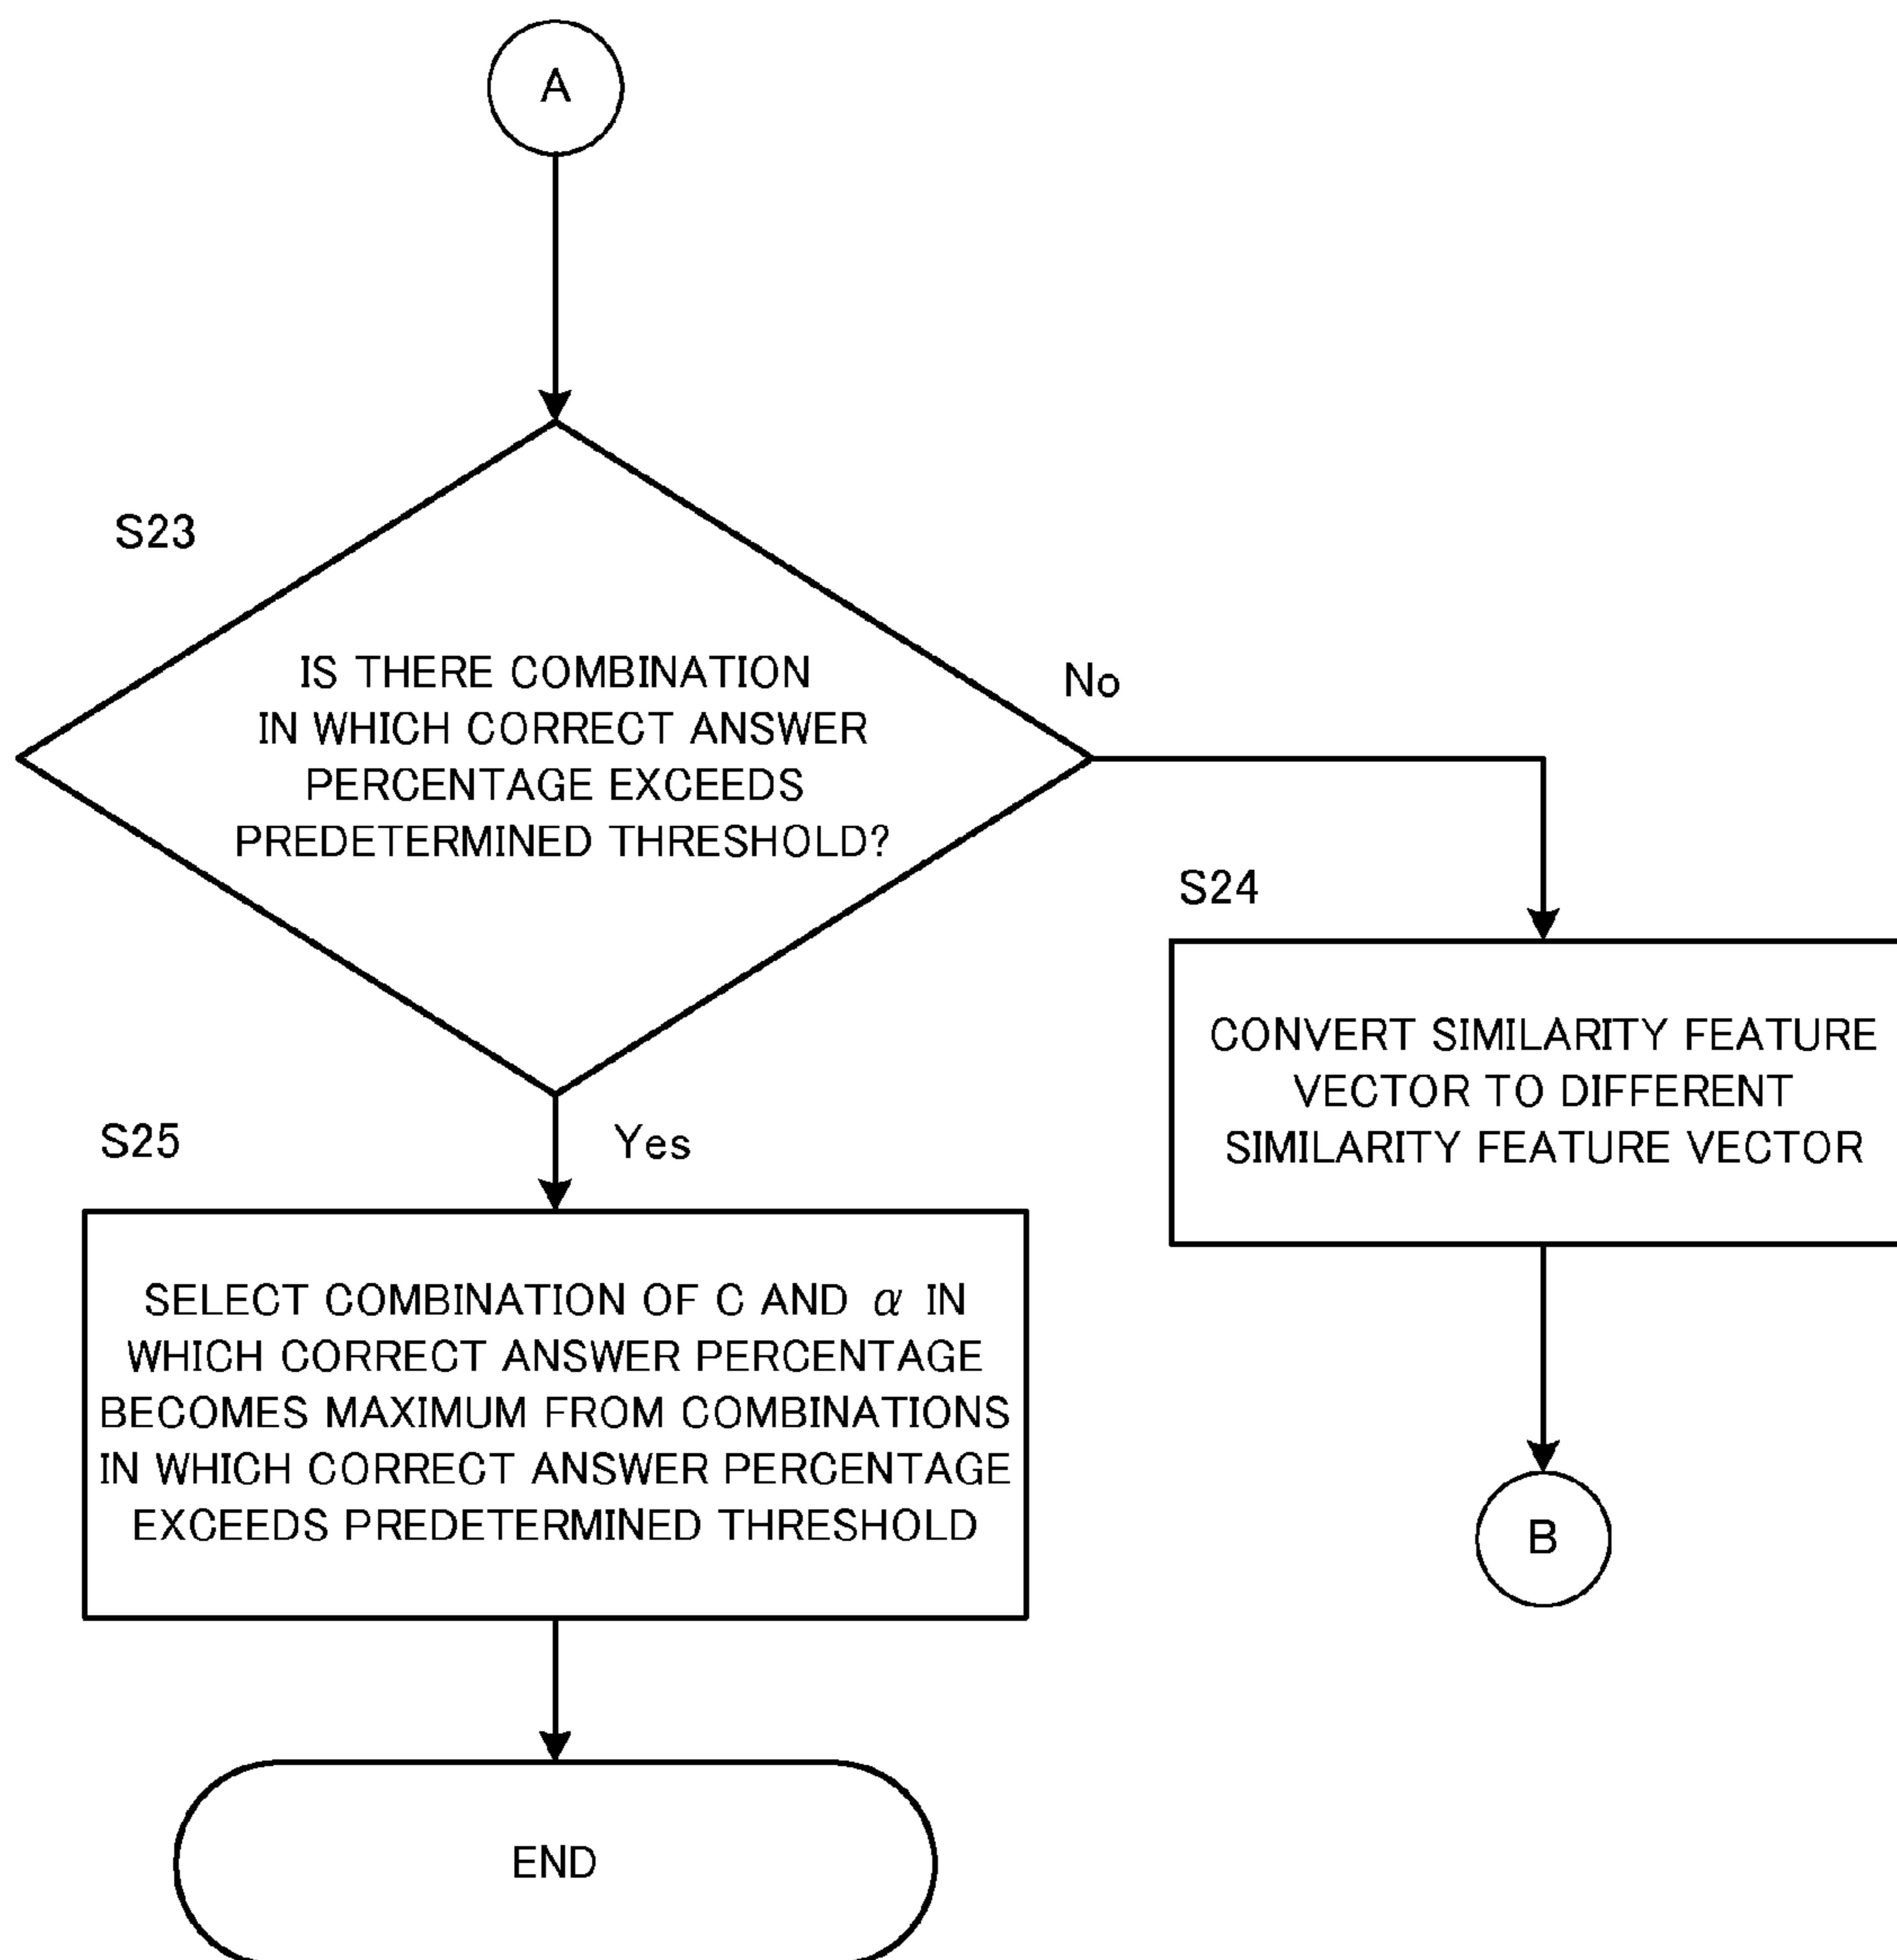 A
S23
IS THERE COMBINATION
IN WHICH CORRECT ANSWER
PERCENTAGE EXCEEDS
PREDETERMINED THRESHOLD?
No
S24
CONVERT SIMILARITY FEATURE
VECTOR TO DIFFERENT
SIMILARITY FEATURE VECTOR
S25
Yes
SELECT COMBINATION OF C AND α IN
WHICH CORRECT ANSWER PERCENTAGE
BECOMES MAXIMUM FROM COMBINATIONS
IN WHICH CORRECT ANSWER PERCENTAGE
EXCEEDS PREDETERMINED THRESHOLD
B
END